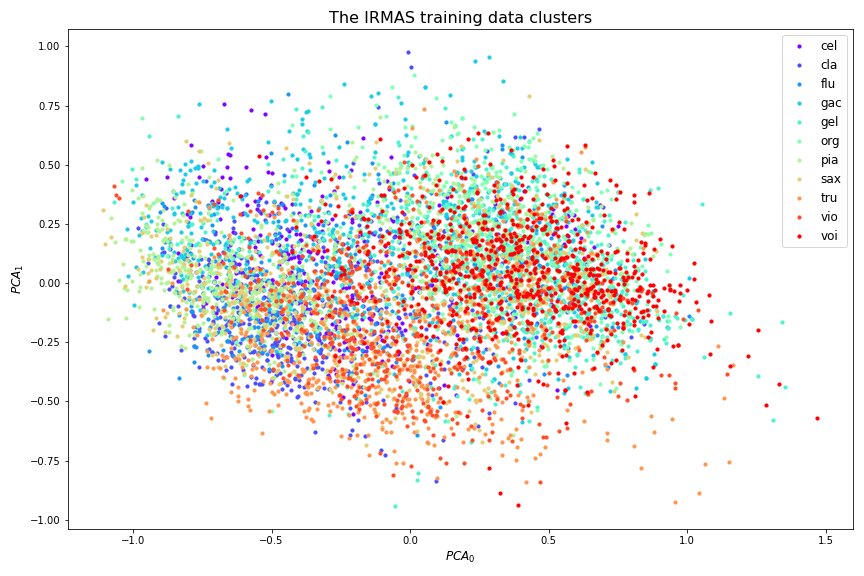 The IRMAS training data clusters
cel
cla
flu
gac
gel
org
pia
sax
tru
vio
voi
1.00
0.75
0.50
0.25
0.00
−0.25
−0.50
−0.75
−1.00
PCA₁
−1.0
−0.5
0.0
0.5
1.0
1.5
PCA₀